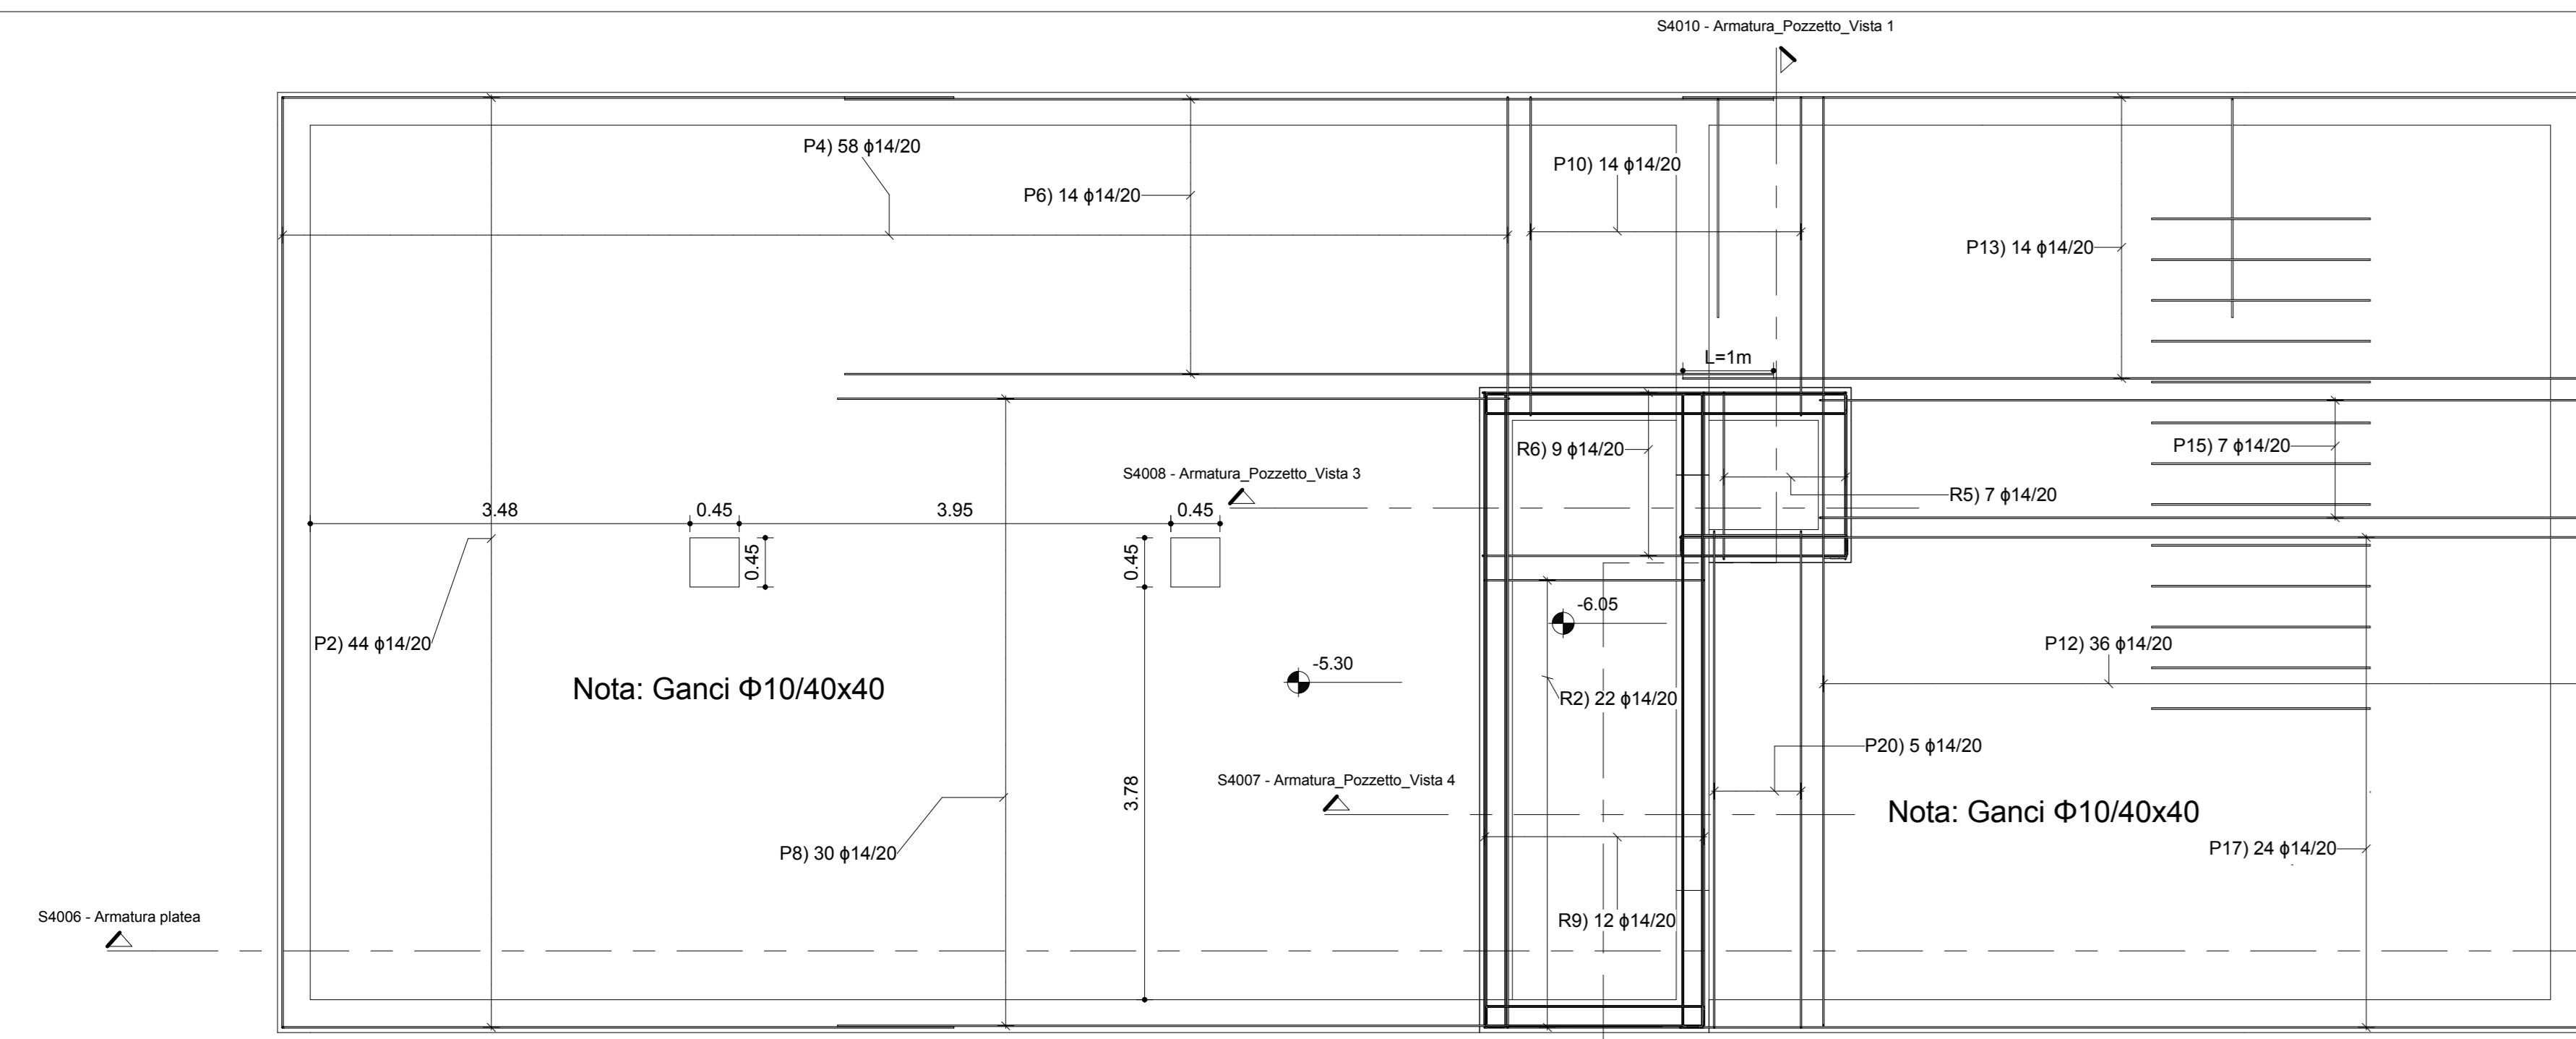 S4010 - Armatura_Pozzetto_Vista 1
P4) 58 ϕ14/20
P6) 14 ϕ14/20
P10) 14 ϕ14/20
P13) 14 ϕ14/20
L=1m
R6) 9 ϕ14/20
P15) 7 ϕ14/20
S4008 - Armatura_Pozzetto_Vista 3
R5) 7 ϕ14/20
3.48
0.45
3.95
0.45
0.45
0.45
-6.05
P2) 44 ϕ14/20
P12) 36 ϕ14/20
-5.30
Nota: Ganci Φ10/40x40
R2) 22 ϕ14/20
P20) 5 ϕ14/20
S4007 - Armatura_Pozzetto_Vista 4
3.78
Nota: Ganci Φ10/40x40
P8) 30 ϕ14/20
P17) 24 ϕ14/20
S4006 - Armatura platea
R9) 12 ϕ14/20